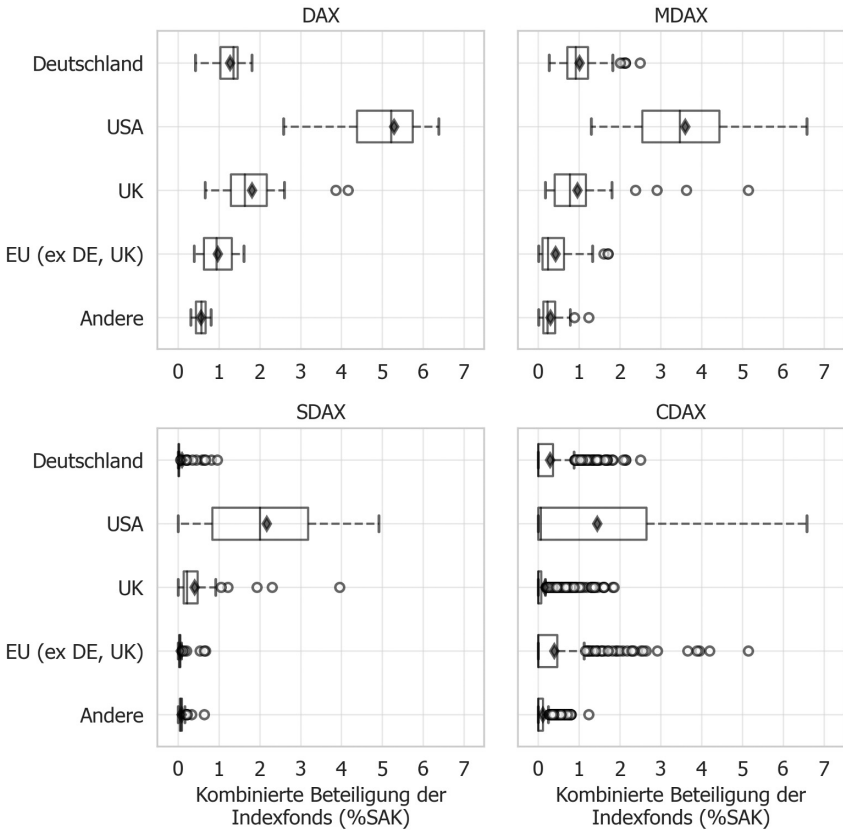 DAX
MDAX
Deutschland
USA
UK
EU (ex DE, UK)
Andere
0 1 2 3 4 5 6 7
0 1 2 3 4 5 6 7
SDAX
CDAX
Deutschland
USA
UK
EU (ex DE, UK)
Andere
0 1 2 3 4 5 6 7
0 1 2 3 4 5 6 7
Kombinierte Beteiligung der
Indexfonds (%SAK)
Kombinierte Beteiligung der
Indexfonds (%SAK)